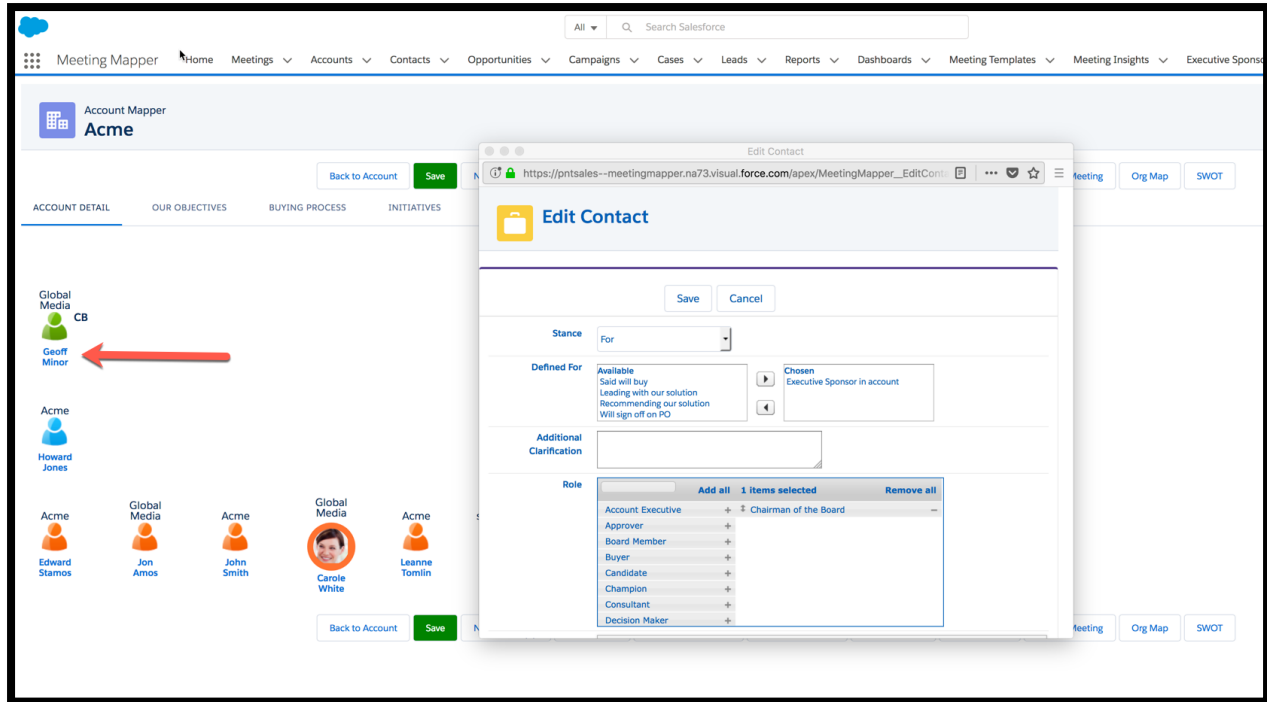 All
Search Salesforce
Meeting Mapper
Home
Meetings
Accounts
Contacts
Opportunities
Campaigns
Cases
Leads
Reports
Dashboards
Meeting Templates
Meeting Insights
Executive
Account Mapper
Acme
Back to Account
Save
Meeting
Org Map
SWOT
ACCOUNT DETAIL
OUR OBJECTIVES
BUYING PROCESS
INITIATIVES
Global
Media
CB
Geoff
Minor
Acme
Howard
Jones
Acme
Edward
Stamos
Global
Media
Jon
Amos
Acme
John
Smith
Global
Media
Carole
White
Acme
Leanne
Tomlin
Back to Account
Save
Meeting
Org Map
SWOT
Edit Contact
https://pntsales--meetingmapper.na73.visual.force.com/apex/MeetingMapper__EditConta
Edit Contact
Save
Cancel
Stance
For
Defined For
Available
Said will buy
Leading with our solution
Recommending our solution
Will sign off on PO
Chosen
Executive Sponsor in account
Additional
Clarification
Role
Add all
1 items selected
Remove all
Account Executive
Approver
Board Member
Buyer
Candidate
Champion
Consultant
Decision Maker
Chairman of the Board